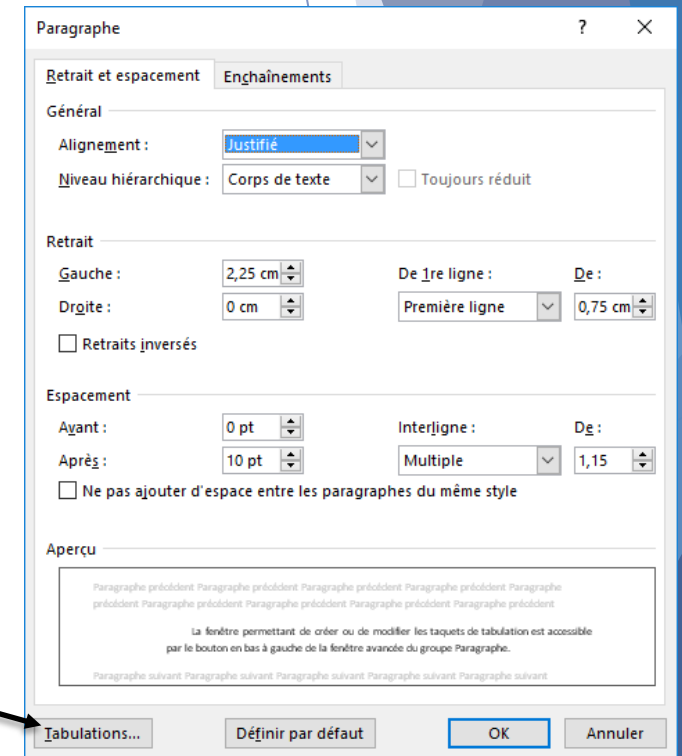 Paragraphe ? ×
Retrait et espacement Enchaînements
Général
Alignement : Justifié
Niveau hiérarchique : Corps de texte Toujours réduit
Retrait
Gauche : 2,25 cm De 1re ligne : De :
Droite : 0 cm Première ligne 0,75 cm
Retraits inversés
Espacement
Avant : 0 pt Interligne : De :
Après : 10 pt Multiple 1,15
Ne pas ajouter d'espace entre les paragraphes du même style
Aperçu
Paragraphe précédent Paragraphe précédent Paragraphe précédent Paragraphe précédent Paragraphe
précédent Paragraphe précédent Paragraphe précédent Paragraphe précédent Paragraphe précédent
La fenêtre permettant de créer ou de modifier les taquets de tabulation est accessible
par le bouton en bas à gauche de la fenêtre avancée du groupe Paragraphe.
Paragraphe suivant Paragraphe suivant Paragraphe suivant Paragraphe suivant Paragraphe suivant
Tabulations... Définir par défaut OK Annuler